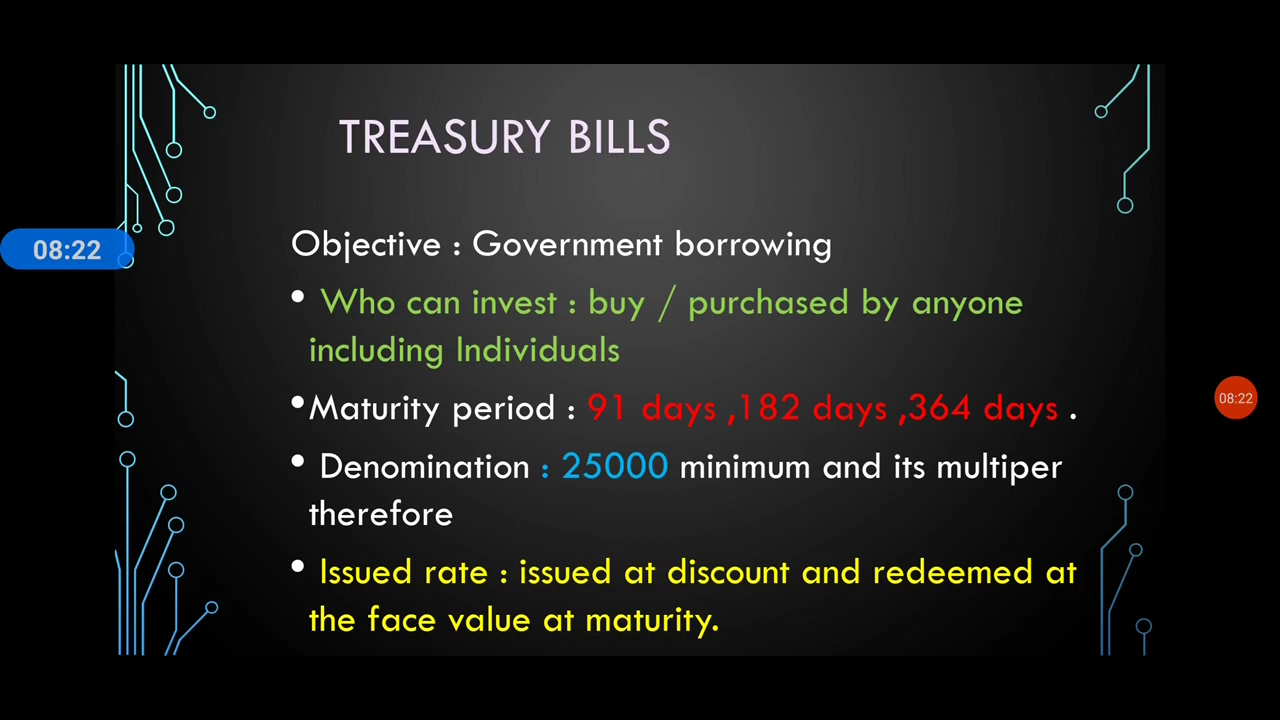 TREASURY BILLS
Objective : Government borrowing
08:22
• Who can invest : buy / purchased by anyone
including Individuals
•Maturity period : 91 days ,182 days ,364 days .
08:22
• Denomination : 25000 minimum and its multiper
therefore
• Issued rate : issued at discount and redeemed at
the face value at maturity.